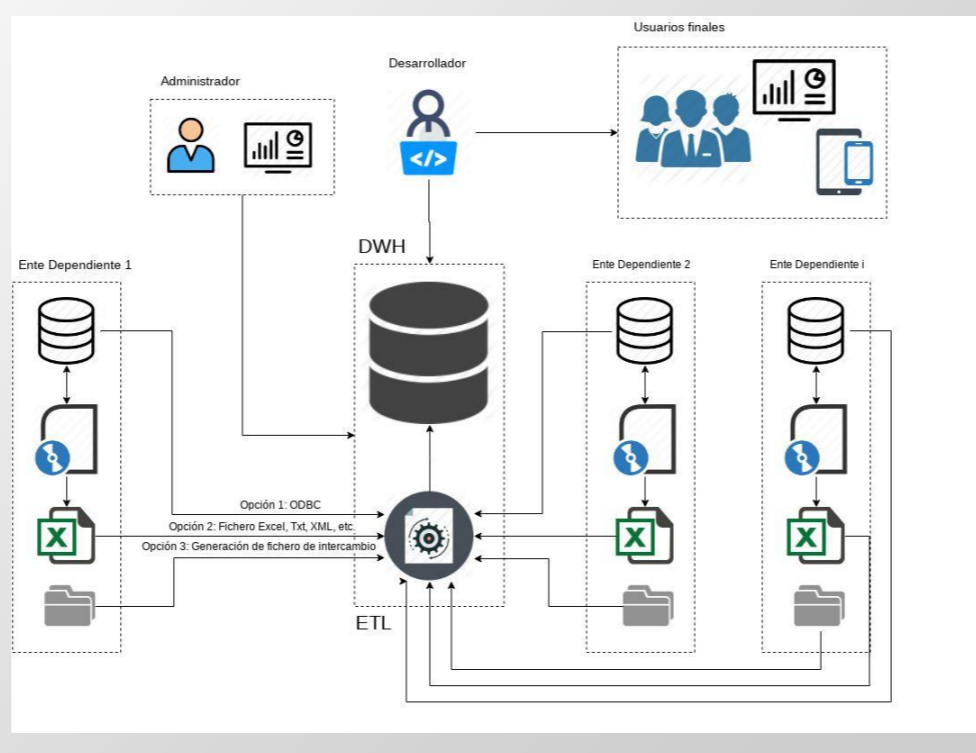 Usuarios finales
Desarrollador
Administrador
</>
DWH
Ente Dependiente 1
Ente Dependiente 2
Ente Dependiente i
Opción 1: ODBC
Opción 2: Fichero Excel, Txt, XML, etc.
Opción 3: Generación de fichero de intercambio
X
X
X
ETL